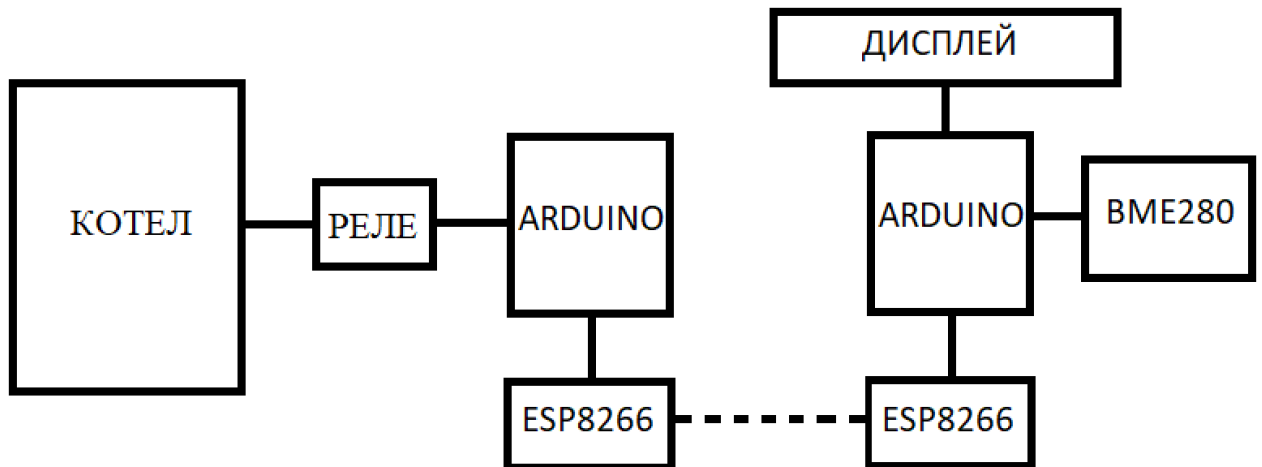 ДИСПЛЕЙ
КОТЕЛ
РЕЛЕ
ARDUINO
ARDUINO
BME280
ESP8266
ESP8266